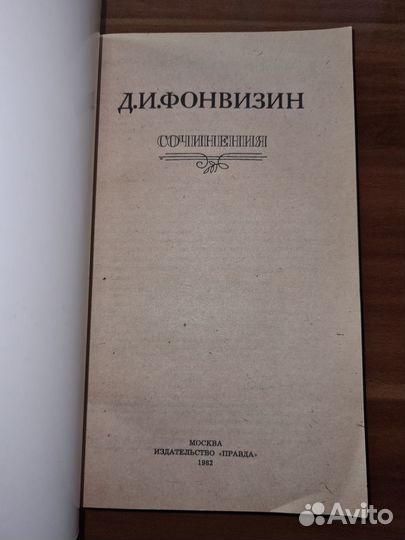 Д.И.ФОНВИЗИН
СОЧИНЕНИЯ
МОСКВА
ИЗДАТЕЛЬСТВО «ПРАВДА»
1982
Avito